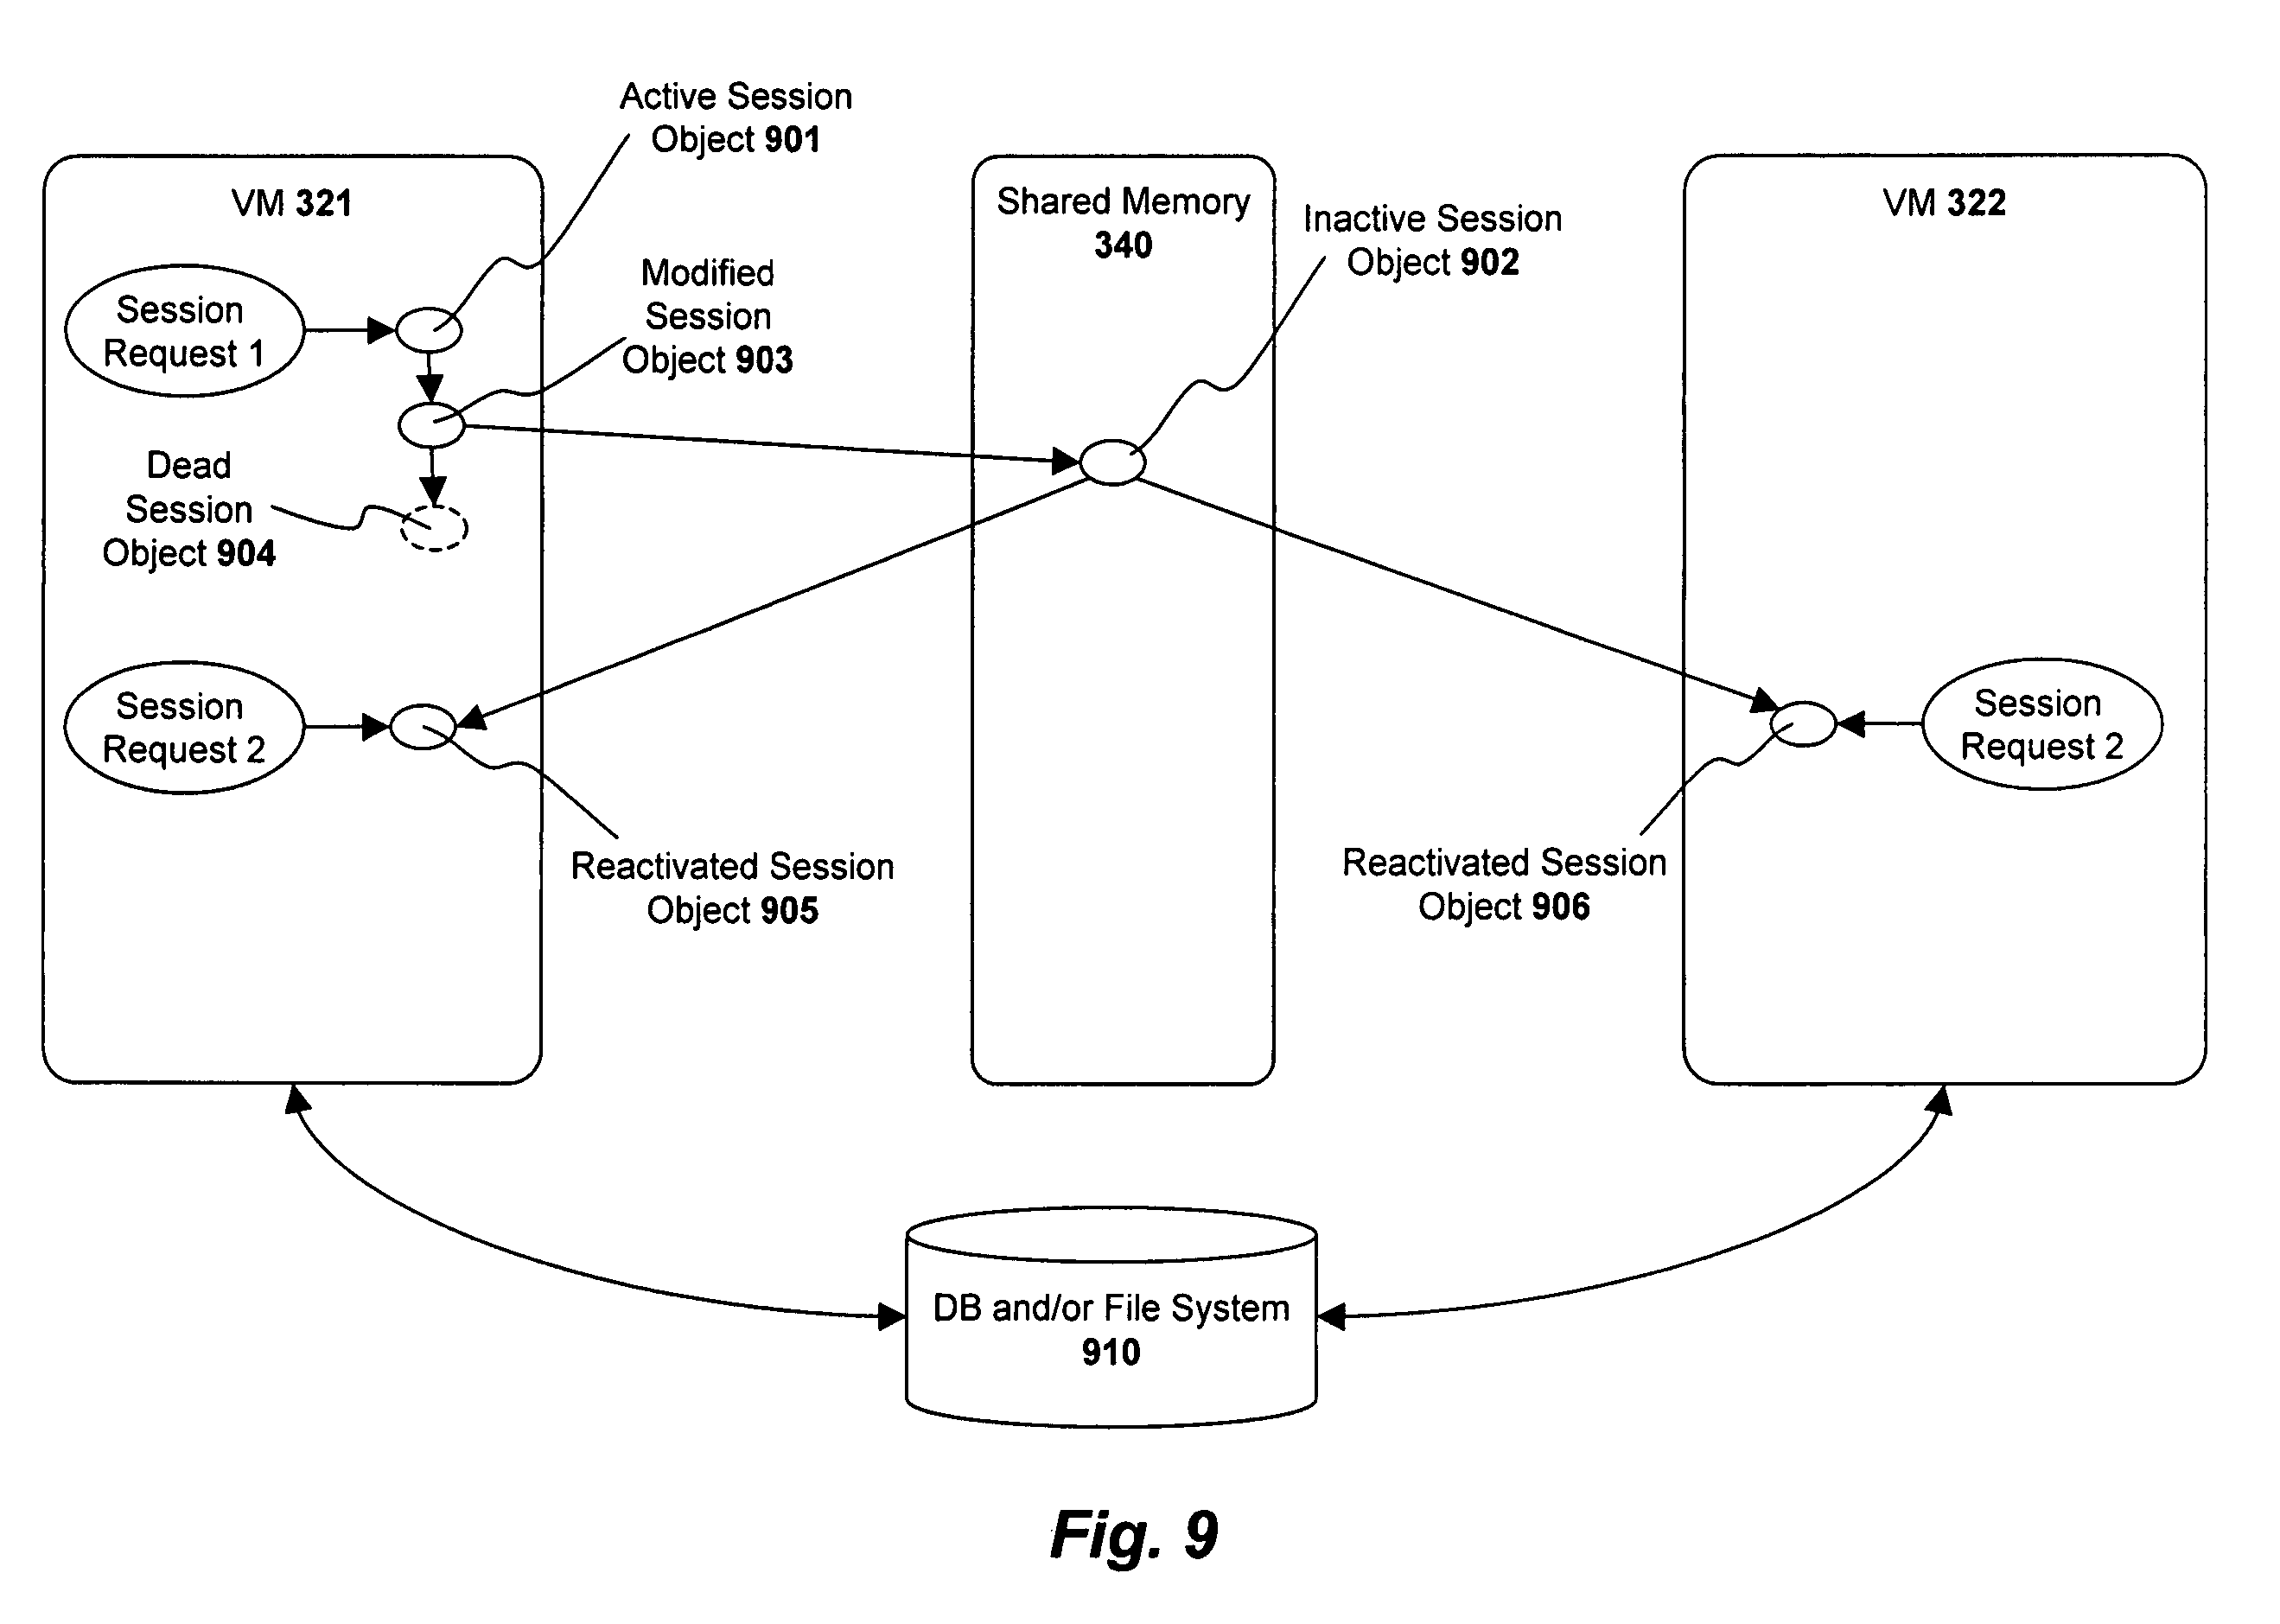 Active Session
Object 901
VM 321
Shared Memory
340
VM 322
Inactive Session
Object 902
Modified
Session
Object 903
Session
Request 1
Dead
Session
Object 904
Session
Request 2
Session
Request 2
Reactivated Session
Object 905
Reactivated Session
Object 906
DB and/or File System
910
Fig. 9